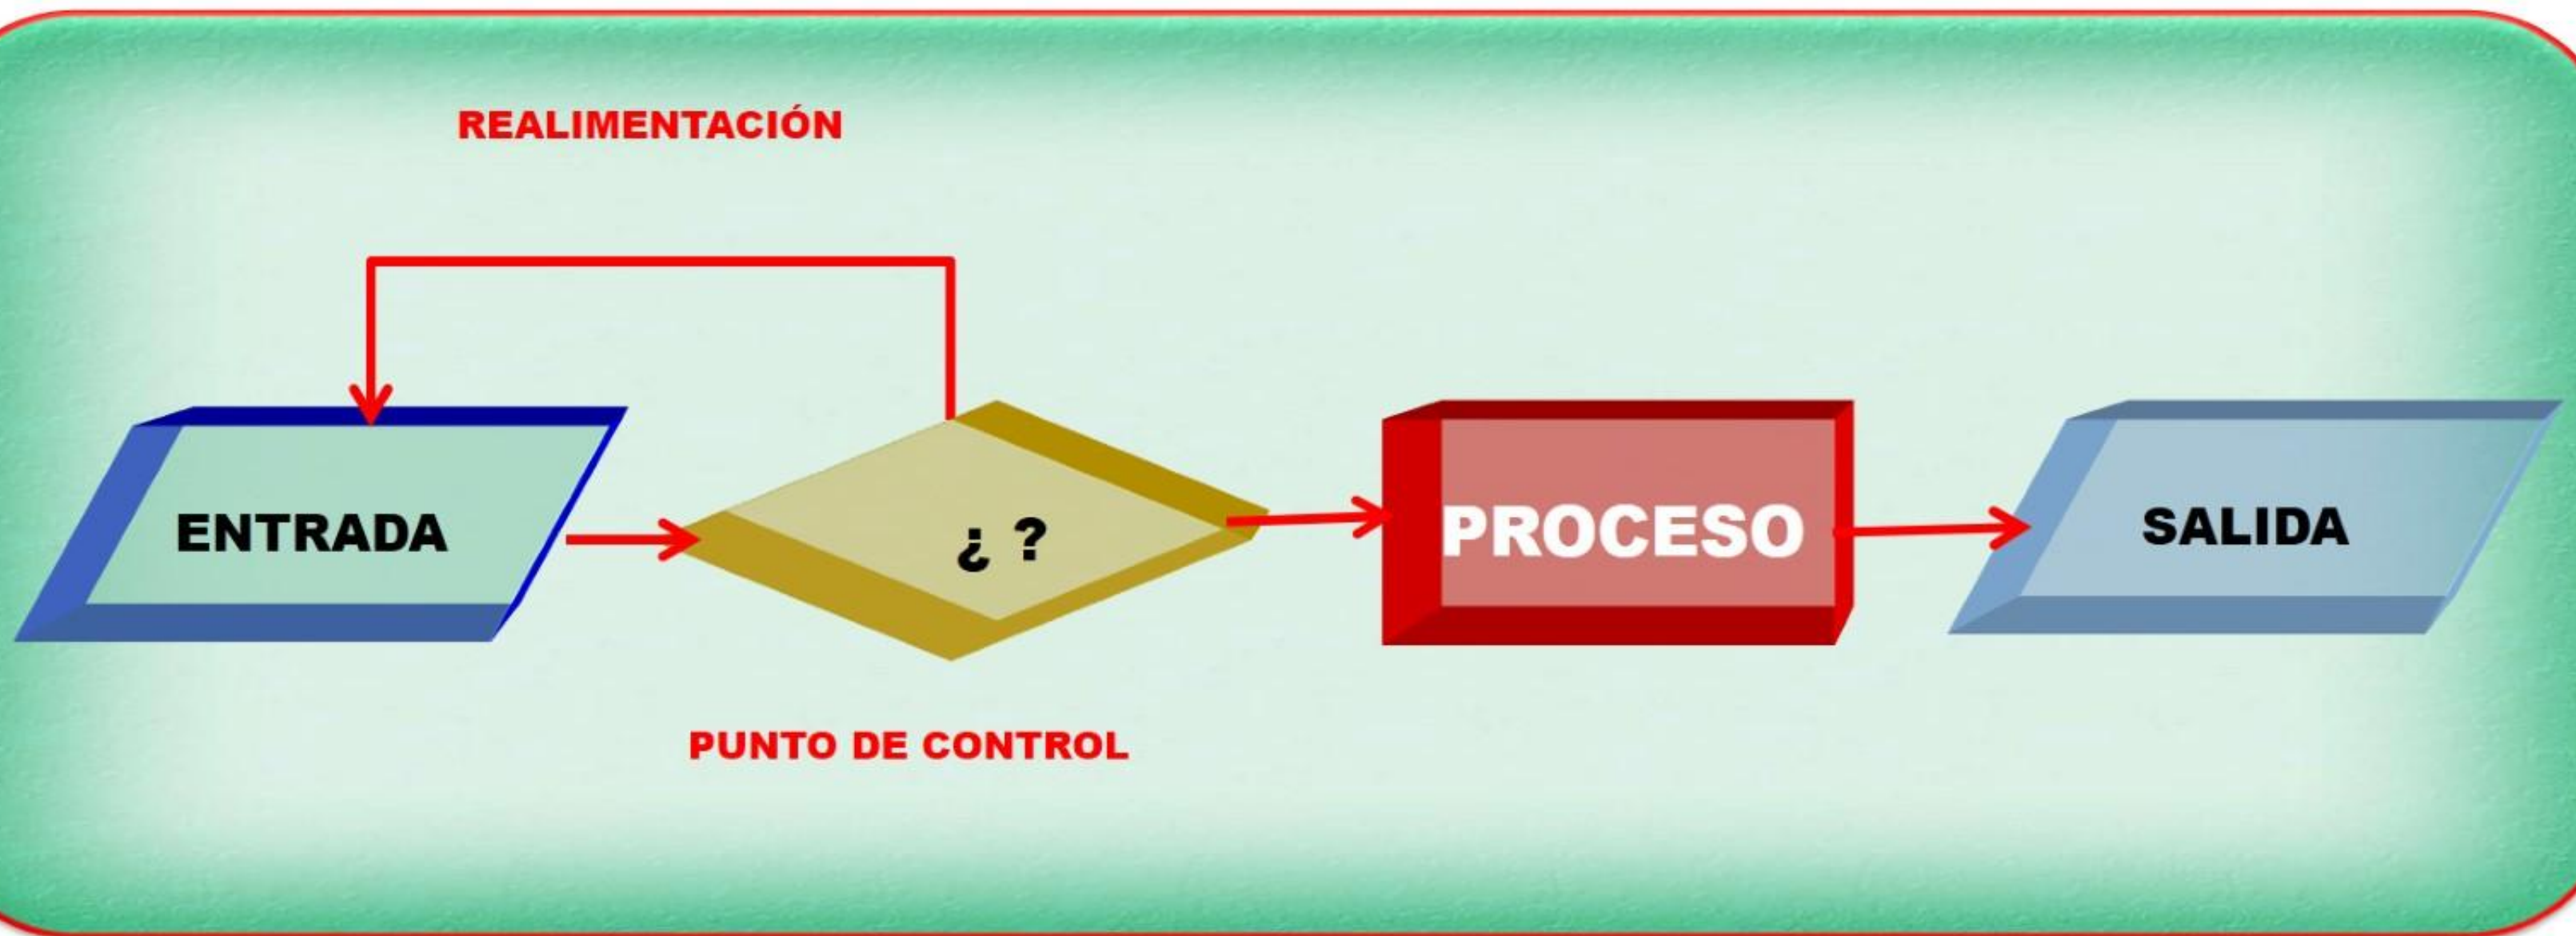 REALIMENTACIÓN
ENTRADA
¿ ?
PROCESO
SALIDA
PUNTO DE CONTROL